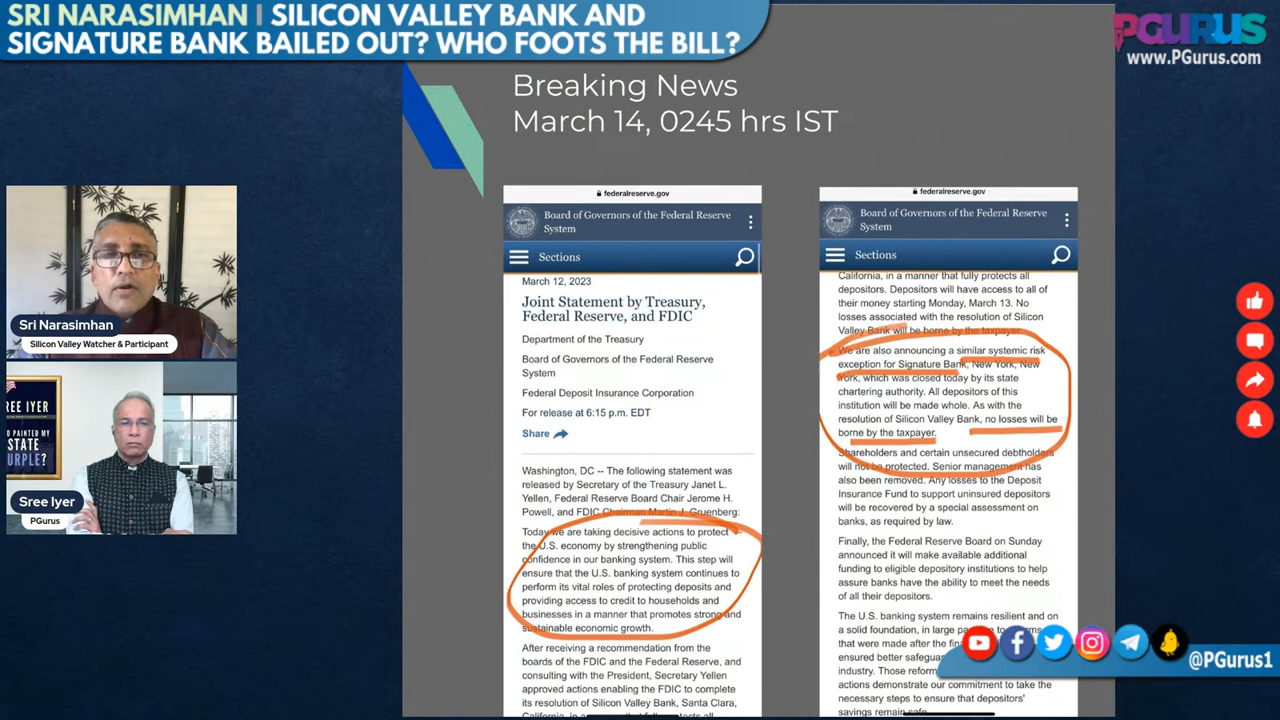 SRI NARASIMHAN | SILICON VALLEY BANK AND
SIGNATURE BANK BAILED OUT? WHO FOOTS THE BILL?
PGURUS
www.PGurus.com
Breaking News
March 14, 0245 hrs IST
federalreserve.gov
Board of Governors of the Federal Reserve
System
Sections
March 12, 2023
Joint Statement by Treasury,
Federal Reserve, and FDIC
Department of the Treasury
Board of Governors of the Federal Reserve
System
Federal Deposit Insurance Corporation
For release at 6:15 p.m. EDT
Share
Washington, DC -- The following statement was
released by Secretary of the Treasury Janet L.
Yellen, Federal Reserve Board Chair Jerome H.
Powell, and FDIC Chairman Martin J. Gruenberg:
Today we are taking decisive actions to protect
the U.S. economy by strengthening public
confidence in our banking system. This step will
ensure that the U.S. banking system continues to
perform its vital roles of protecting deposits and
providing access to credit to households and
businesses in a manner that promotes strong and
sustainable economic growth.
After receiving a recommendation from the
boards of the FDIC and the Federal Reserve, and
consulting with the President, Secretary Yellen
approved actions enabling the FDIC to complete
its resolution of Silicon Valley Bank, Santa Clara,
California, in a
federalreserve.gov
Board of Governors of the Federal Reserve
System
Sections
California, in a manner that fully protects all
depositors. Depositors will have access to all of
their money starting Monday, March 13. No
losses associated with the resolution of Silicon
Valley Bank will be borne by the taxpayer.
We are also announcing a similar systemic risk
exception for Signature Bank, New York, New
York, which was closed today by its state
chartering authority. All depositors of this
institution will be made whole. As with the
resolution of Silicon Valley Bank, no losses will be
borne by the taxpayer.
Shareholders and certain unsecured debtholders
will not be protected. Senior management has
also been removed. Any losses to the Deposit
Insurance Fund to support uninsured depositors
will be recovered by a special assessment on
banks, as required by law.
Finally, the Federal Reserve Board on Sunday
announced it will make available additional
funding to eligible depository institutions to help
assure banks have the ability to meet the needs
of all their depositors.
The U.S. banking system remains resilient and on
a solid foundation, in large
that were made after the
ensured better
industry. Those
actions demonstrate our commitment to take the
necessary steps to ensure that depositors'
savings remain safe.
Sri Narasimhan
Silicon Valley Watcher & Participant
SREE IYER
PAINTED MY
STATE
PURPLE?
Sree Iyer
PGurus
@PGurus1